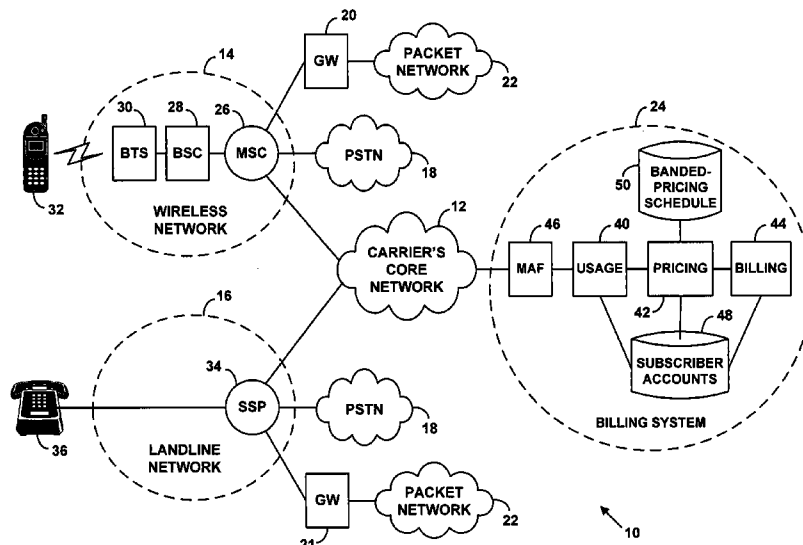 20
14
GW
PACKET
NETWORK
22
30
28
26
24
BTS
BSC
MSC
PSTN
18
32
WIRELESS
NETWORK
50
BANDED-
PRICING
SCHEDULE
12
CARRIER'S
CORE
NETWORK
46
40
44
MAF
USAGE
PRICING
BILLING
42
48
SUBSCRIBER
ACCOUNTS
BILLING SYSTEM
16
34
SSP
PSTN
18
36
LANDLINE
NETWORK
GW
PACKET
NETWORK
22
21
10